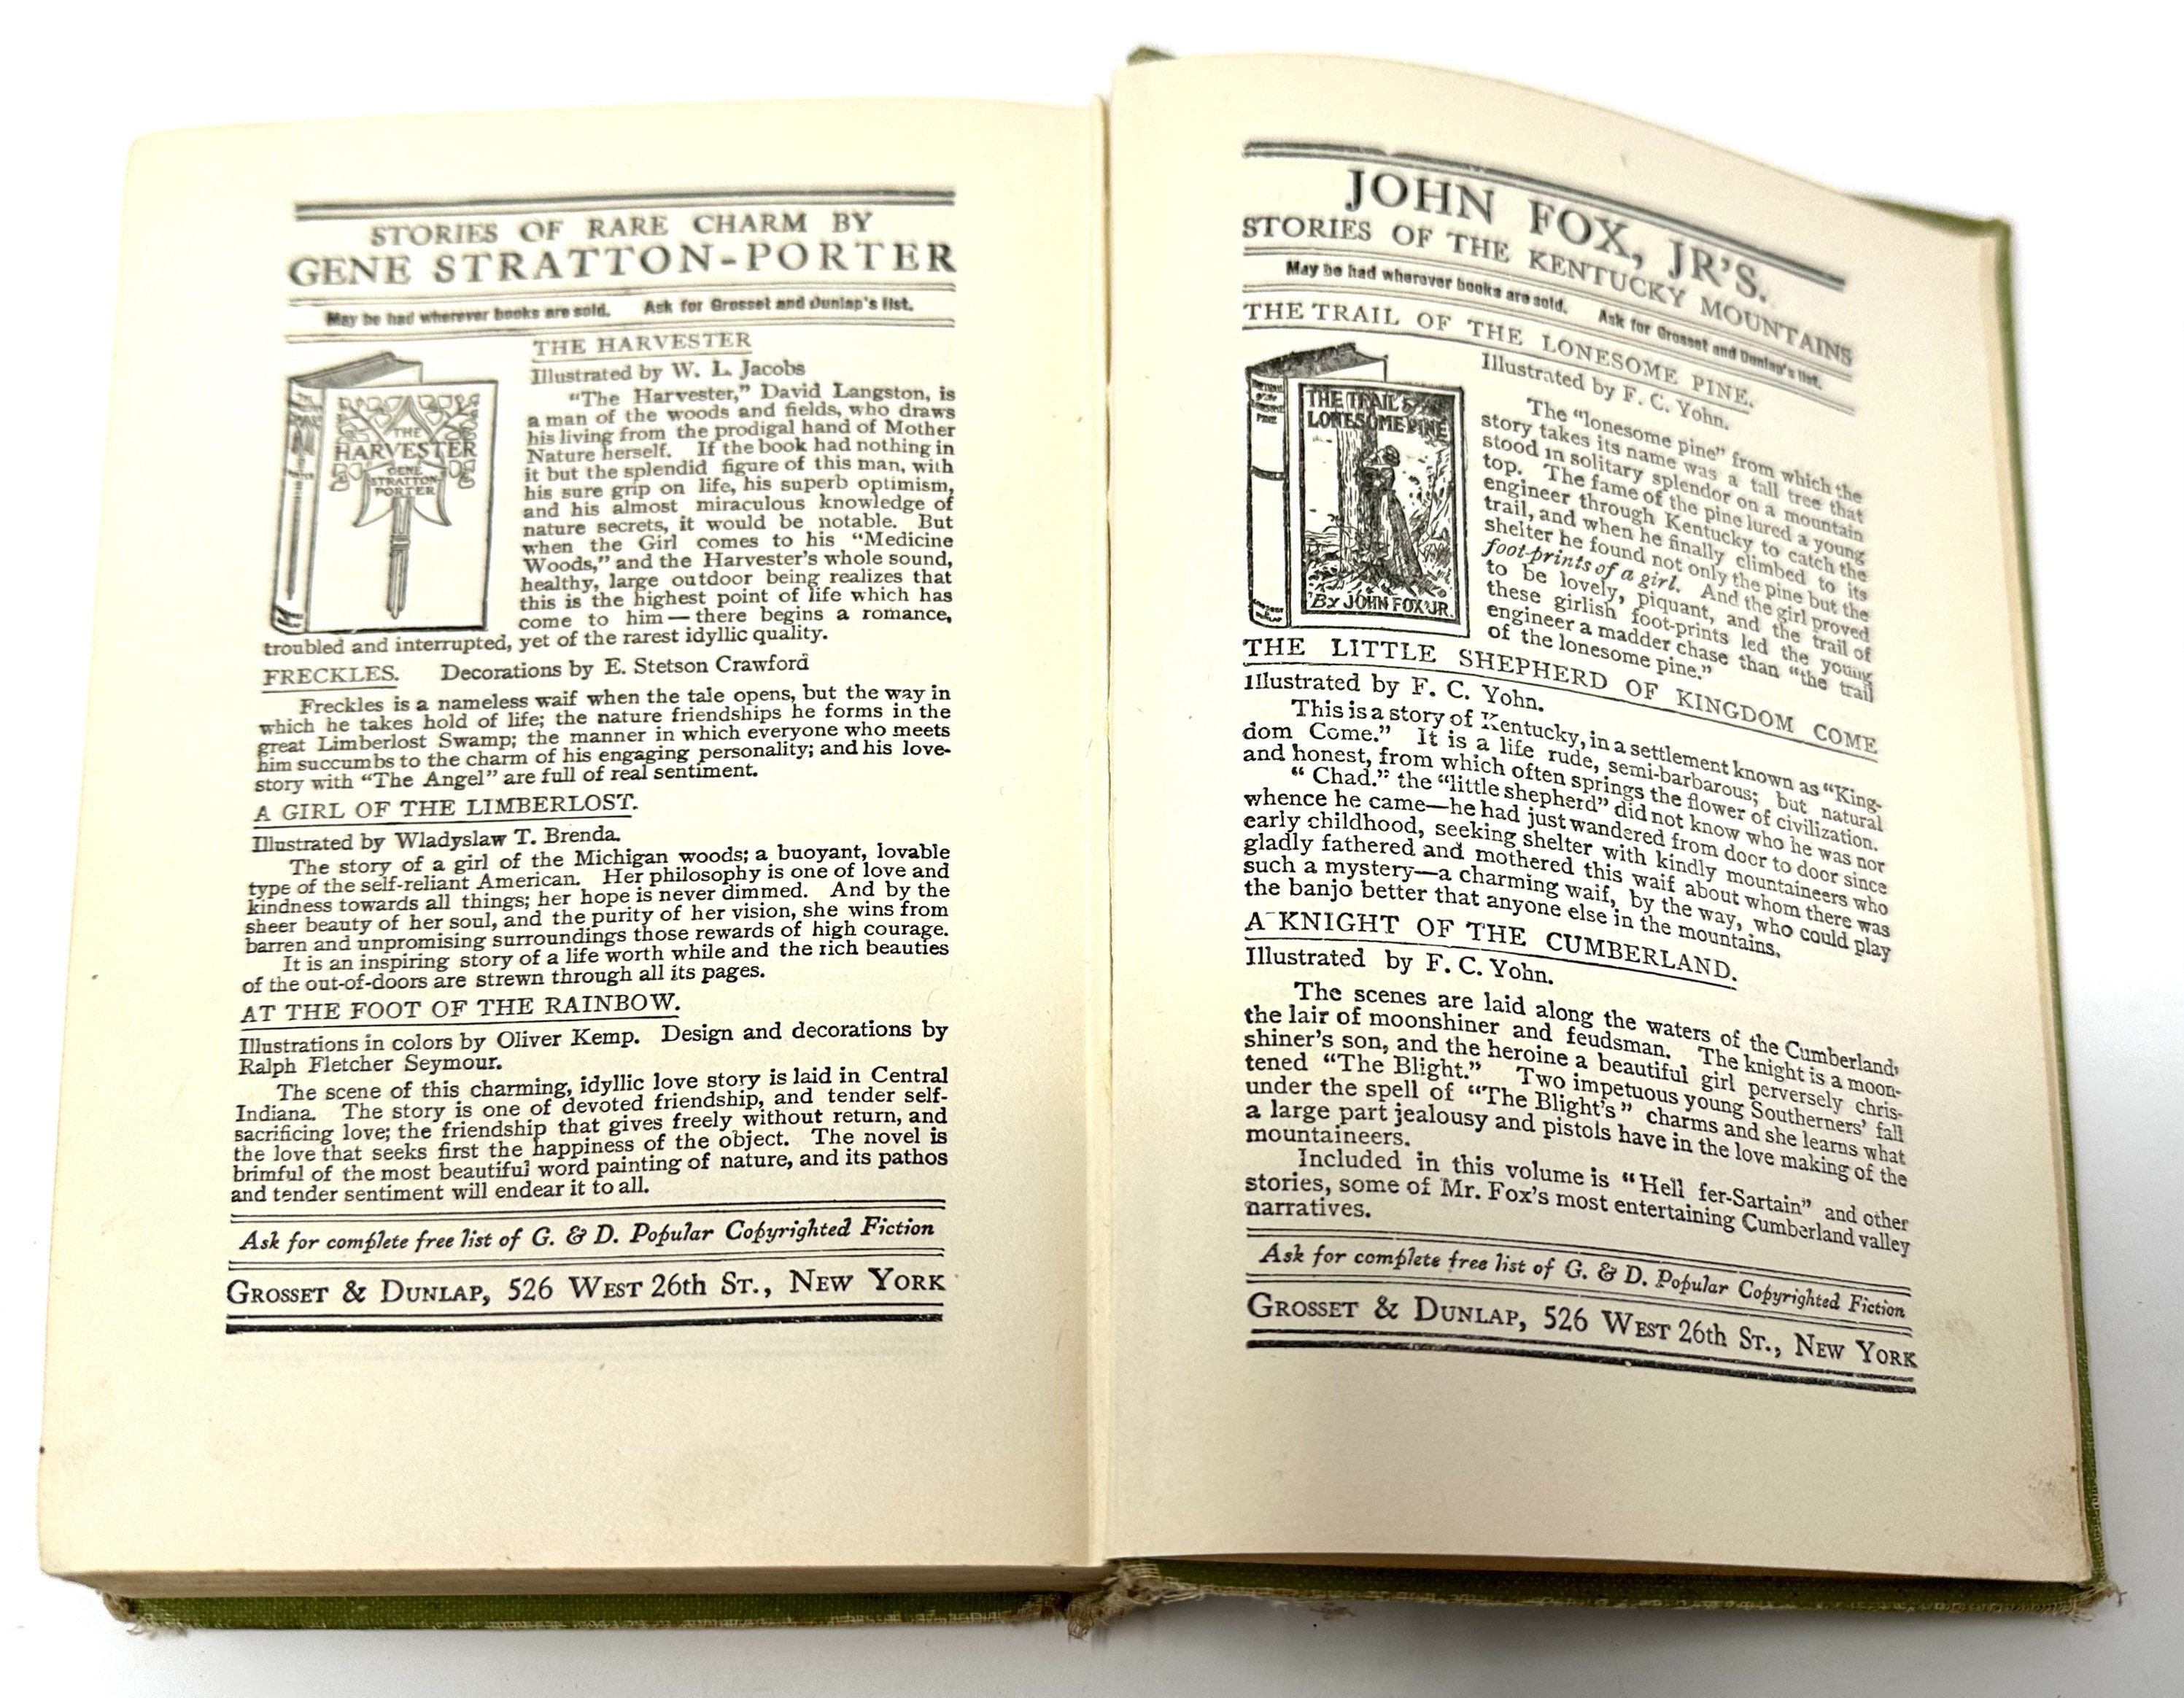 STORIES OF RARE CHARM BY
GENE STRATTON-PORTER
May be had wherever books are sold. Ask for Grosset and Dunlap's list.
THE HARVESTER
Illustrated by W. L. Jacobs
THE
HARVESTER
GENE
STRATTON
PORTER
"The Harvester," David Langston, is
a man of the woods and fields, who draws
his living from the prodigal hand of Mother
Nature herself. If the book had nothing in
it but the splendid figure of this man, with
his sure grip on life, his superb optimism,
and his almost miraculous knowledge of
nature secrets, it would be notable. But
when the Girl comes to his "Medicine
Woods," and the Harvester's whole sound,
healthy, large outdoor being realizes that
this is the highest point of life which has
come to him—there begins a romance,
troubled and interrupted, yet of the rarest idyllic quality.
FRECKLES. Decorations by E. Stetson Crawford
Freckles is a nameless waif when the tale opens, but the way in
which he takes hold of life; the nature friendships he forms in the
great Limberlost Swamp; the manner in which everyone who meets
him succumbs to the charm of his engaging personality; and his love-
story with "The Angel" are full of real sentiment.
A GIRL OF THE LIMBERLOST.
Illustrated by Wladyslaw T. Brenda.
The story of a girl of the Michigan woods; a buoyant, lovable
type of the self-reliant American. Her philosophy is one of love and
kindness towards all things; her hope is never dimmed. And by the
sheer beauty of her soul, and the purity of her vision, she wins from
barren and unpromising surroundings those rewards of high courage.
It is an inspiring story of a life worth while and the rich beauties
of the out-of-doors are strewn through all its pages.
AT THE FOOT OF THE RAINBOW.
Illustrations in colors by Oliver Kemp. Design and decorations by
Ralph Fletcher Seymour.
The scene of this charming, idyllic love story is laid in Central
Indiana. The story is one of devoted friendship, and tender self-
sacrificing love; the friendship that gives freely without return, and
the love that seeks first the happiness of the object. The novel is
brimful of the most beautiful word painting of nature, and its pathos
and tender sentiment will endear it to all.
Ask for complete free list of G. & D. Popular Copyrighted Fiction
GROSSET & DUNLAP, 526 WEST 26th ST., NEW YORK
JOHN FOX, JR'S.
STORIES OF THE KENTUCKY MOUNTAINS
May be had wherever books are sold. Ask for Grosset and Dunlap's list.
THE TRAIL OF THE LONESOME PINE.
Illustrated by F. C. Yohn.
THE TRAIL OF
LONESOME PINE
By JOHN FOX JR.
The "lonesome pine" from which the
story takes its name was a tall tree that
stood in solitary splendor on a mountain
top. The fame of the pine lured a young
engineer through Kentucky to catch the
trail, and when he finally climbed to its
shelter he found not only the pine but the
foot-prints of a girl. And the girl proved
to be lovely, piquant, and the trail of
these girlish foot-prints led the young
engineer a madder chase than "the trail
of the lonesome pine."
THE LITTLE SHEPHERD OF KINGDOM COME
Illustrated by F. C. Yohn.
This is a story of Kentucky, in a settlement known as "King-
dom Come." It is a life rude, semi-barbarous; but natural
and honest, from which often springs the flower of civilization.
"Chad." the "little shepherd" did not know who he was nor
whence he came—he had just wandered from door to door since
early childhood, seeking shelter with kindly mountaineers who
gladly fathered and mothered this waif about whom there was
such a mystery—a charming waif, by the way, who could play
the banjo better that anyone else in the mountains.
A KNIGHT OF THE CUMBERLAND.
Illustrated by F. C. Yohn.
The scenes are laid along the waters of the Cumberland,
the lair of moonshiner and feudsman. The knight is a moon-
shiner's son, and the heroine a beautiful girl perversely chris-
tened "The Blight." Two impetuous young Southerners' fall
under the spell of "The Blight's" charms and she learns what
a large part jealousy and pistols have in the love making of the
mountaineers.
Included in this volume is "Hell fer-Sartain" and other
stories, some of Mr. Fox's most entertaining Cumberland valley
narratives.
Ask for complete free list of G. & D. Popular Copyrighted Fiction
GROSSET & DUNLAP, 526 WEST 26th ST., NEW YORK